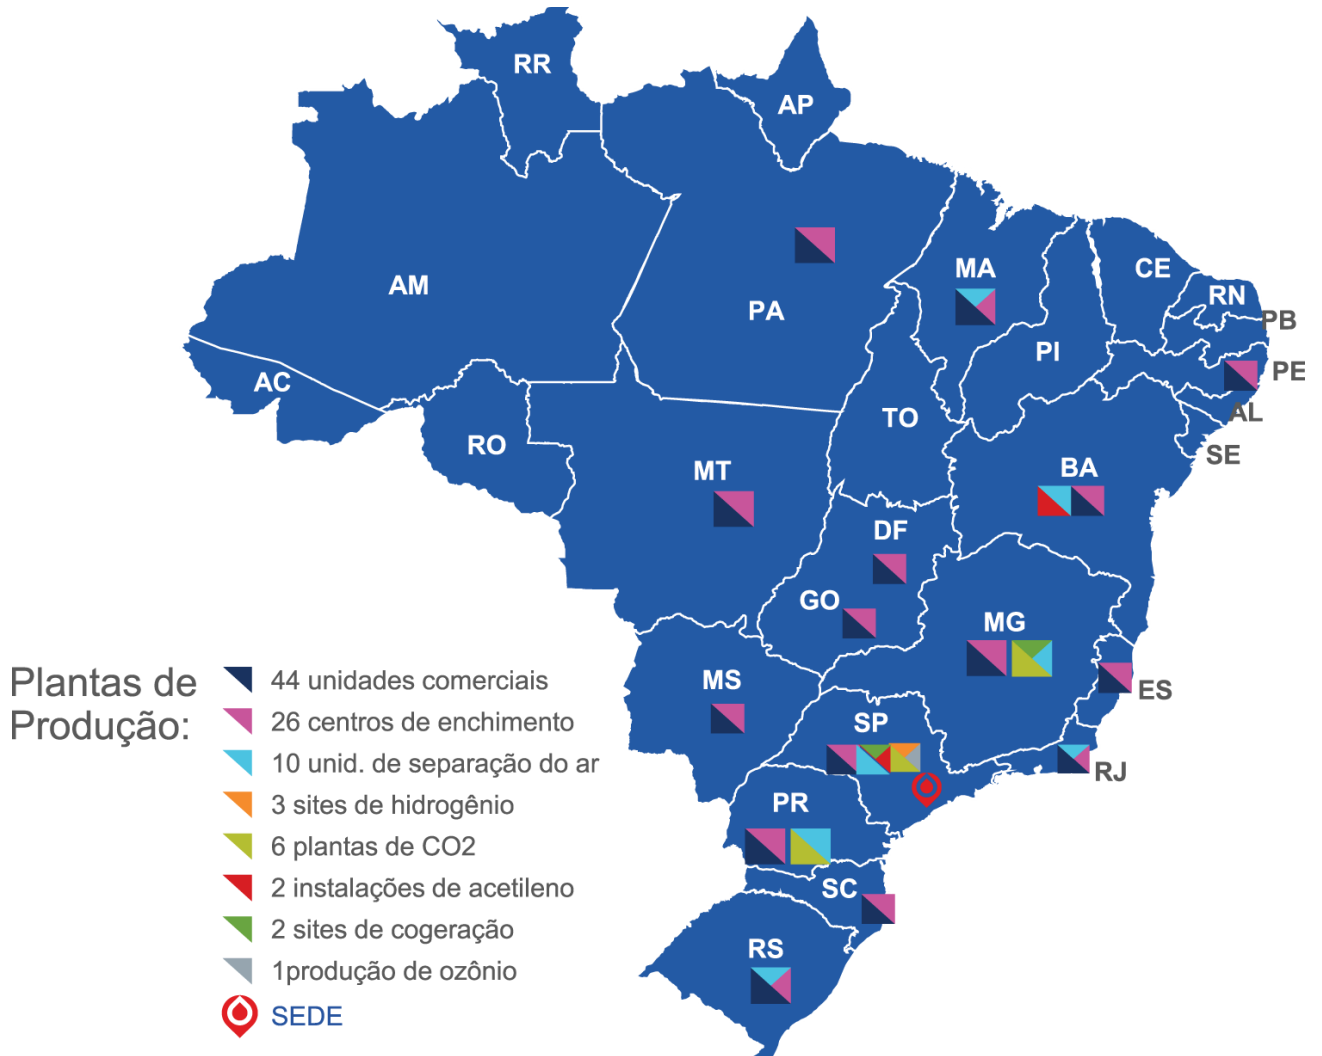 RR
AP
AM
PA
MA
CE
RN
PB
PI
PE
AC
TO
AL
RO
MT
BA
SE
DF
GO
MG
MS
ES
SP
RJ
PR
SC
RS
Plantas de
Produção:
44 unidades comerciais
26 centros de enchimento
10 unid. de separação do ar
3 sites de hidrogênio
6 plantas de CO2
2 instalações de acetileno
2 sites de cogeração
1produção de ozônio
SEDE